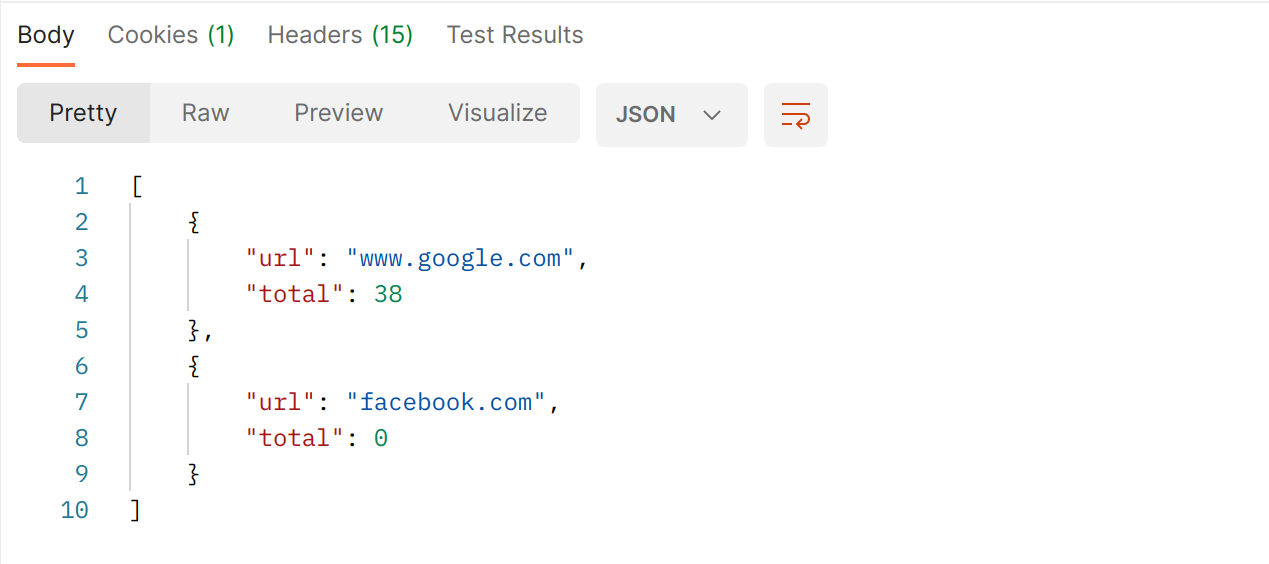 Body Cookies (1) Headers (15) Test Results
Pretty Raw Preview Visualize JSON
1 [
2 {
3 "url": "www.google.com",
4 "total": 38
5 },
6 {
7 "url": "facebook.com",
8 "total": 0
9 }
10 ]